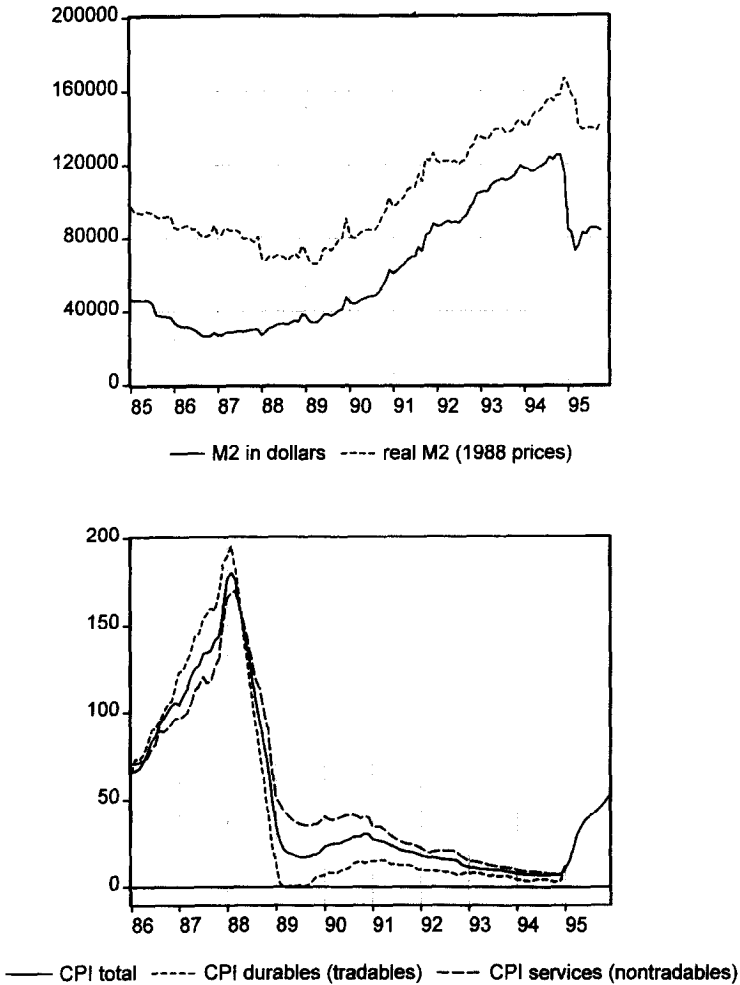 200000
160000
120000
80000
40000
0
85 86 87 88 89 90 91 92 93 94 95
M2 in dollars real M2 (1988 prices)
200
150
100
50
0
86 87 88 89 90 91 92 93 94 95
CPI total CPI durables (tradables) CPI services (nontradables)